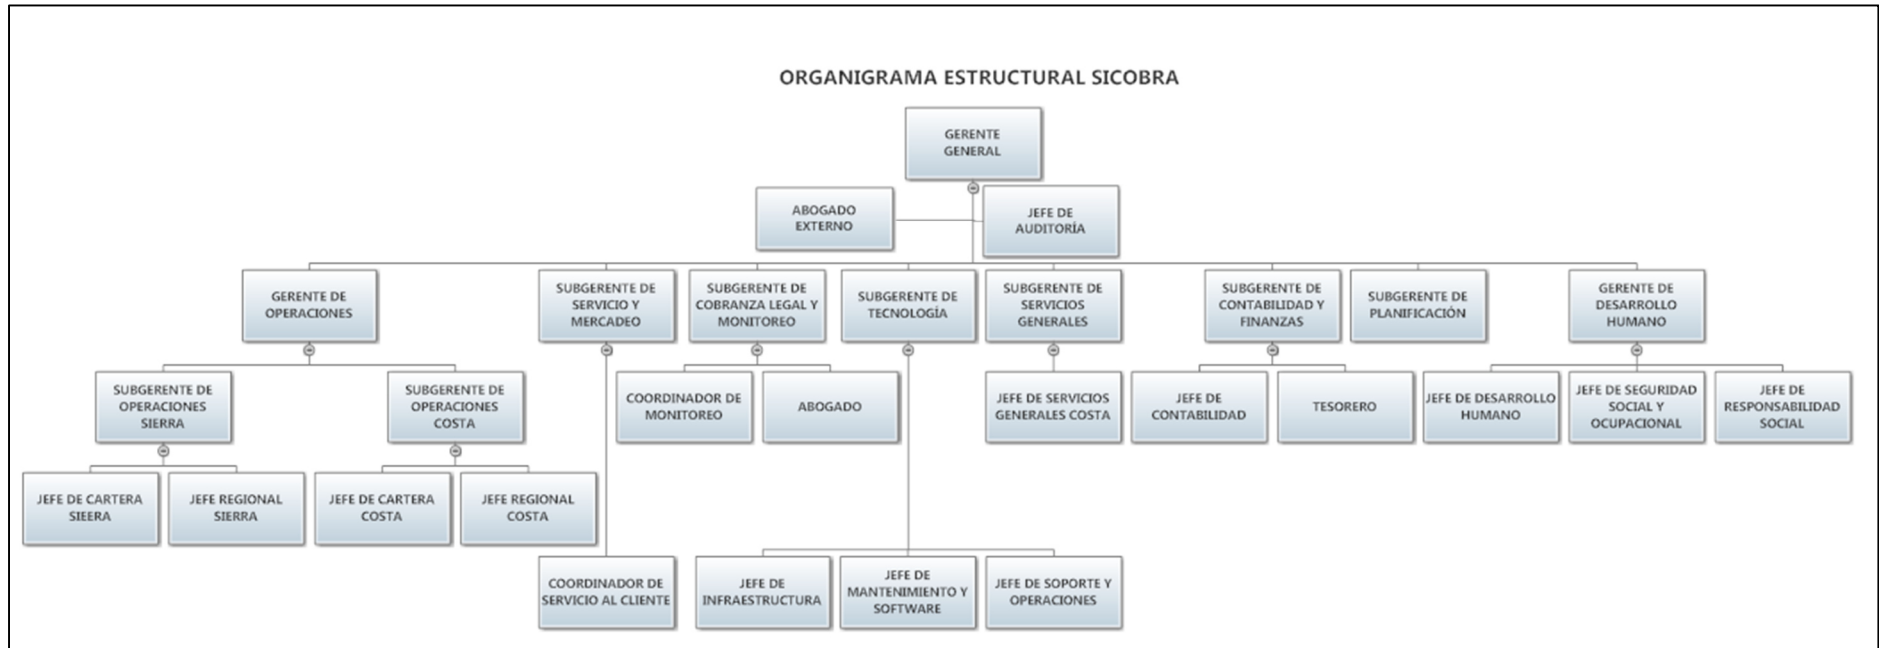 ORGANIGRAMA ESTRUCTURAL SICOBRA
GERENTE
GENERAL
ABOGADO
EXTERNO
JEFE DE
AUDITORÍA
GERENTE DE
OPERACIONES
SUBGERENTE DE
SERVICIO Y
MERCADEO
SUBGERENTE DE
COBRANZA LEGAL Y
MONITOREO
SUBGERENTE DE
TECNOLOGÍA
SUBGERENTE DE
SERVICIOS
GENERALES
SUBGERENTE DE
CONTABILIDAD Y
FINANZAS
SUBGERENTE DE
PLANIFICACIÓN
GERENTE DE
DESARROLLO
HUMANO
SUBGERENTE DE
OPERACIONES
SIERRA
SUBGERENTE DE
OPERACIONES
COSTA
COORDINADOR DE
MONITOREO
ABOGADO
JEFE DE SERVICIOS
GENERALES COSTA
JEFE DE
CONTABILIDAD
TESORERO
JEFE DE DESARROLLO
HUMANO
JEFE DE SEGURIDAD
SOCIAL Y
OCUPACIONAL
JEFE DE
RESPONSABILIDAD
SOCIAL
JEFE DE CARTERA
SIEERA
JEFE REGIONAL
SIERRA
JEFE DE CARTERA
COSTA
JEFE REGIONAL
COSTA
COORDINADOR DE
SERVICIO AL CLIENTE
JEFE DE
INFRAESTRUCTURA
JEFE DE
MANTENIMIENTO Y
SOFTWARE
JEFE DE SOPORTE Y
OPERACIONES